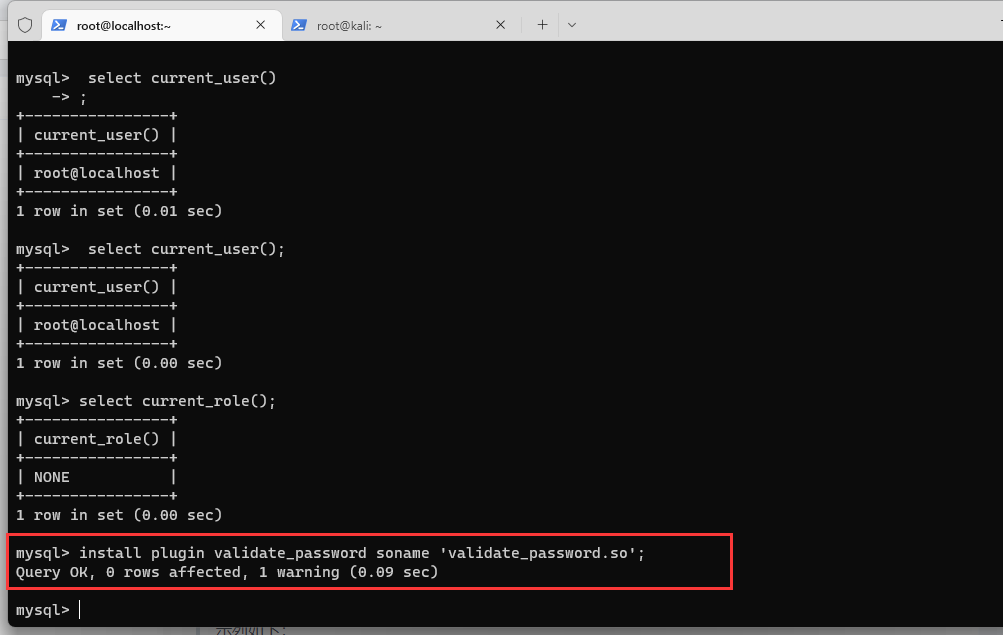 root@localhost:~
root@kali: ~
mysql>  select current_user()
    -> ;
+----------------+
| current_user() |
+----------------+
| root@localhost |
+----------------+
1 row in set (0.01 sec)
mysql>  select current_user();
+----------------+
| current_user() |
+----------------+
| root@localhost |
+----------------+
1 row in set (0.00 sec)
mysql> select current_role();
+----------------+
| current_role() |
+----------------+
| NONE           |
+----------------+
1 row in set (0.00 sec)
mysql> install plugin validate_password soname 'validate_password.so';
Query OK, 0 rows affected, 1 warning (0.09 sec)
mysql>